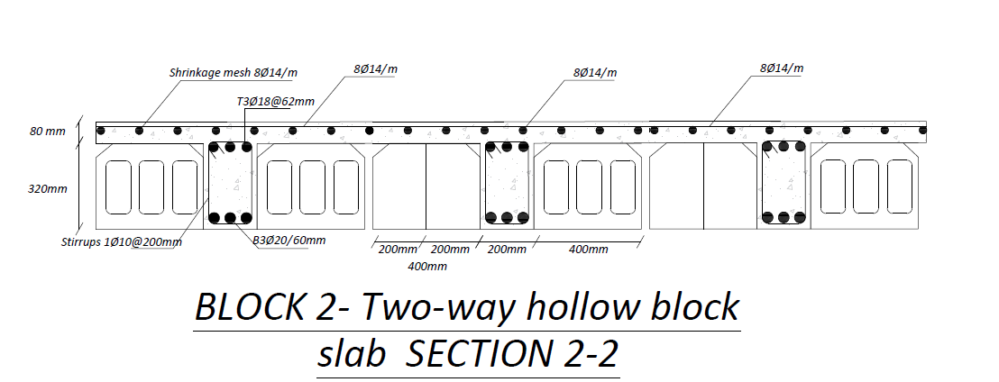 Shrinkage mesh 8Ø14/m
8Ø14/m
8Ø14/m
8Ø14/m
T3Ø18@62mm
80 mm
320mm
Stirrups 1Ø10@200mm
B3Ø20/60mm
200mm 200mm 200mm 400mm
400mm
BLOCK 2- Two-way hollow block
slab SECTION 2-2